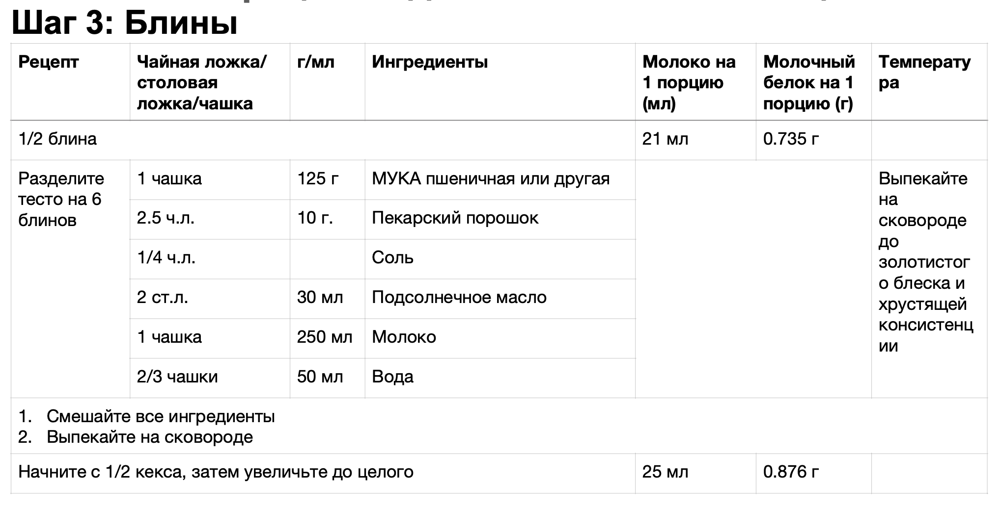 Шаг 3: Блины
Рецепт
Чайная ложка/
столовая
ложка/чашка
г/мл
Ингредиенты
Молоко на
1 порцию
(мл)
Молочный
белок на 1
порцию (г)
Температу
ра
1/2 блина
21 мл
0.735 г
Разделите
тесто на 6
блинов
1 чашка
125 г
МУКА пшеничная или другая
2.5 ч.л.
10 г.
Пекарский порошок
1/4 ч.л.
Соль
2 ст.л.
30 мл
Подсолнечное масло
1 чашка
250 мл
Молоко
2/3 чашки
50 мл
Вода
Выпекайте
на
сковороде
до
золотистог
о блеска и
хрустящей
консистенц
ии
1. Смешайте все ингредиенты
2. Выпекайте на сковороде
Начните с 1/2 кекса, затем увеличьте до целого
25 мл
0.876 г